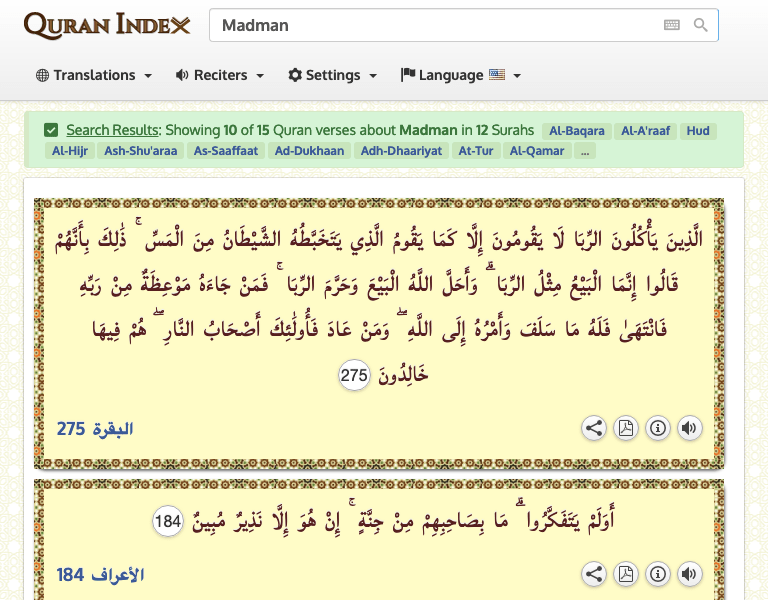 QURAN INDEX
Madman
Translations Reciters Settings Language
Search Results: Showing 10 of 15 Quran verses about Madman in 12 Surahs Al-Baqara Al-A'raaf Hud
Al-Hijr Ash-Shu'araa As-Saaffaat Ad-Dukhaan Adh-Dhaariyat At-Tur Al-Qamar ...
الَّذِينَ يَأْكُلُونَ الرِّبَا لَا يَقُومُونَ إِلَّا كَمَا يَقُومُ الَّذِي يَتَخَبَّطُهُ الشَّيْطَانُ مِنَ الْمَسِّ ۚ ذَٰلِكَ بِأَنَّهُمْ
قَالُوا إِنَّمَا الْبَيْعُ مِثْلُ الرِّبَا ۗ وَأَحَلَّ اللَّهُ الْبَيْعَ وَحَرَّمَ الرِّبَا ۚ فَمَنْ جَاءَهُ مَوْعِظَةٌ مِنْ رَبِّهِ
فَانْتَهَىٰ فَلَهُ مَا سَلَفَ وَأَمْرُهُ إِلَى اللَّهِ ۖ وَمَنْ عَادَ فَأُولَٰئِكَ أَصْحَابُ النَّارِ ۖ هُمْ فِيهَا
خَالِدُونَ 275
البقرة 275
أَوَلَمْ يَتَفَكَّرُوا ۗ مَا بِصَاحِبِهِمْ مِنْ جِنَّةٍ ۚ إِنْ هُوَ إِلَّا نَذِيرٌ مُبِينٌ 184
الأعراف 184